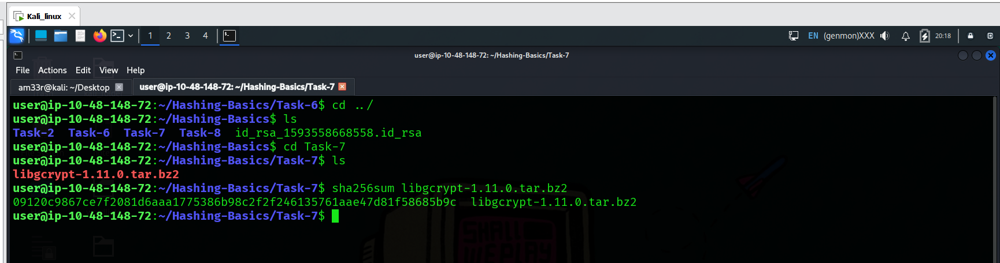 Kali_linux
1 2 3 4 EN (genmon)XXX 20:18
user@ip-10-48-148-72: ~/Hashing-Basics/Task-7
File Actions Edit View Help
am33r@kali: ~/Desktop user@ip-10-48-148-72: ~/Hashing-Basics/Task-7
user@ip-10-48-148-72:~/Hashing-Basics/Task-6$ cd ../
user@ip-10-48-148-72:~/Hashing-Basics$ ls
Task-2 Task-6 Task-7 Task-8 id_rsa_1593558668558.id_rsa
user@ip-10-48-148-72:~/Hashing-Basics$ cd Task-7
user@ip-10-48-148-72:~/Hashing-Basics/Task-7$ ls
libgcrypt-1.11.0.tar.bz2
user@ip-10-48-148-72:~/Hashing-Basics/Task-7$ sha256sum libgcrypt-1.11.0.tar.bz2
09120c9867ce7f2081d6aaa1775386b98c2f2f246135761aae47d81f58685b9c libgcrypt-1.11.0.tar.bz2
user@ip-10-48-148-72:~/Hashing-Basics/Task-7$
SHALL
WE PLAY